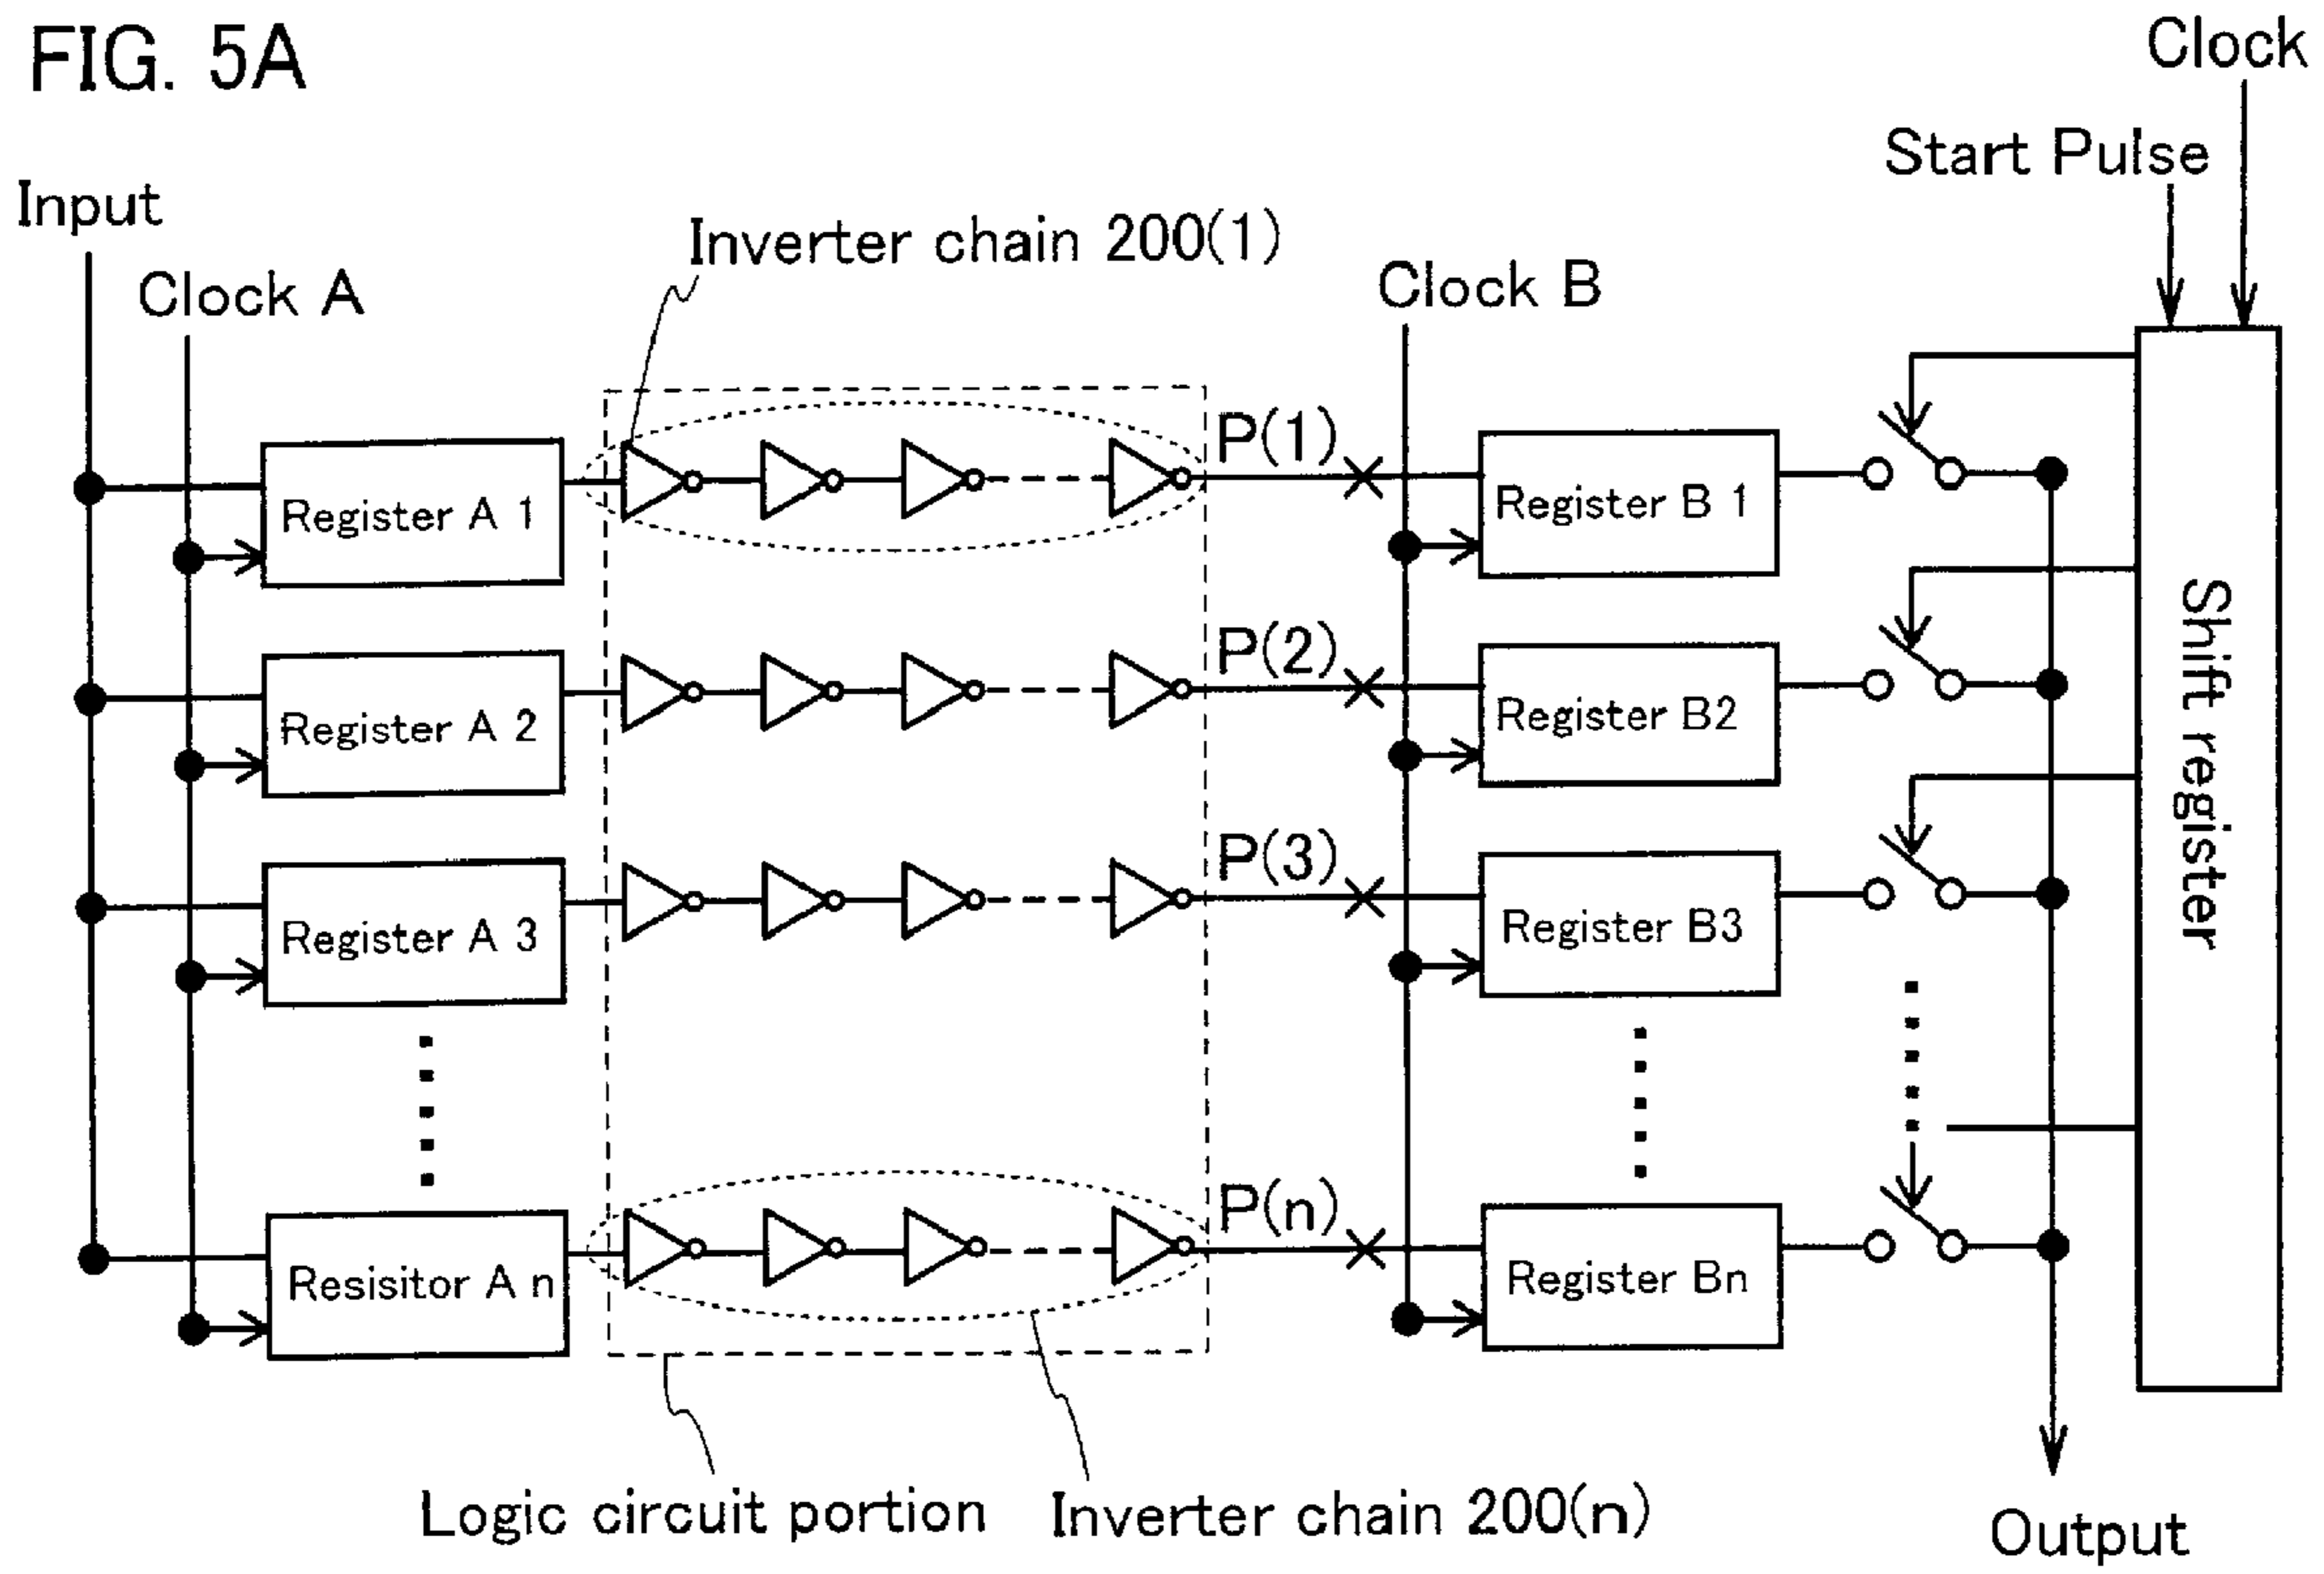 FIG. 5A
Clock
Start Pulse
Input
Inverter chain 200(1)
Clock A
Clock B
P(1)
Register A 1
Register B 1
P(2)
Register A 2
Register B2
Shift register
P(3)
Register A 3
Register B3
P(n)
Resisitor A n
Register Bn
Logic circuit portion
Inverter chain 200(n)
Output